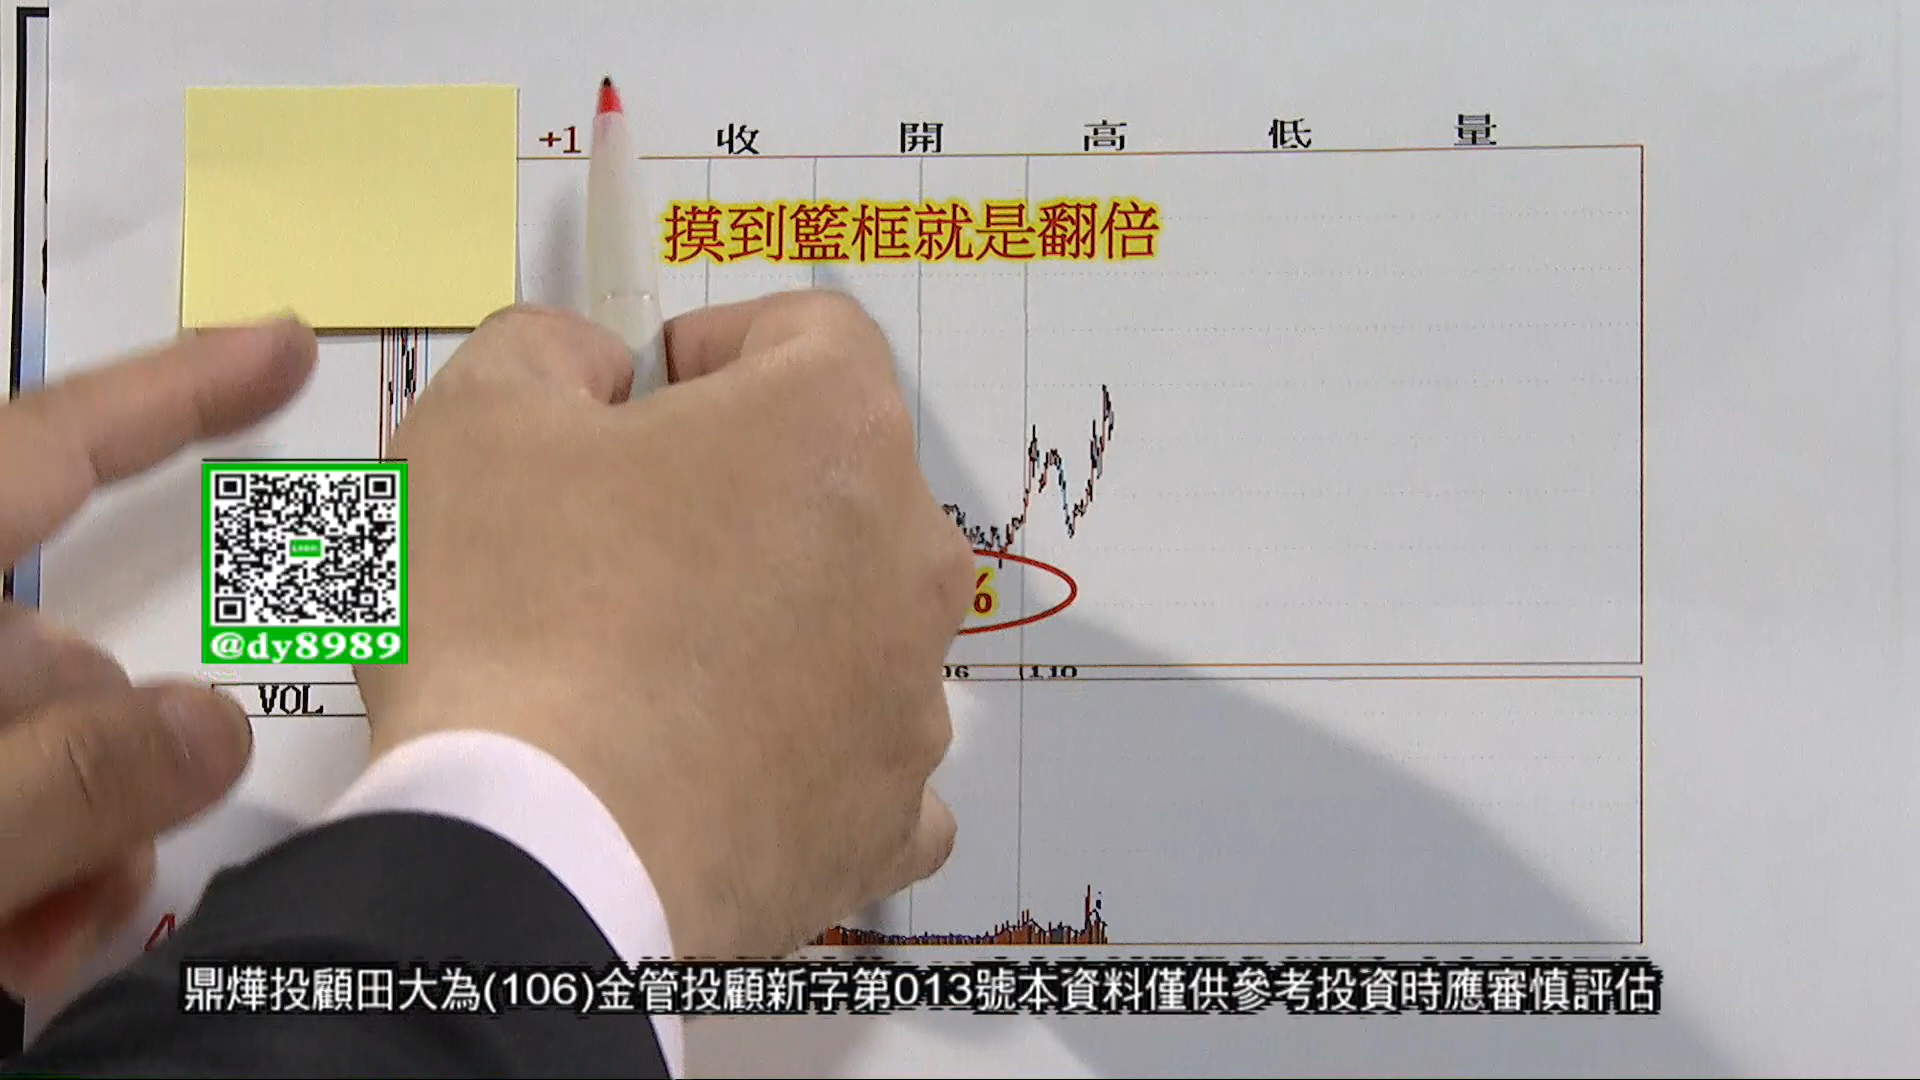 +1 收 開 高 低 量
摸到籃框就是翻倍
%
06 110
@dy8989
VOL
鼎燁投顧田大為(106)金管投顧新字第013號本資料僅供參考投資時應審慎評估